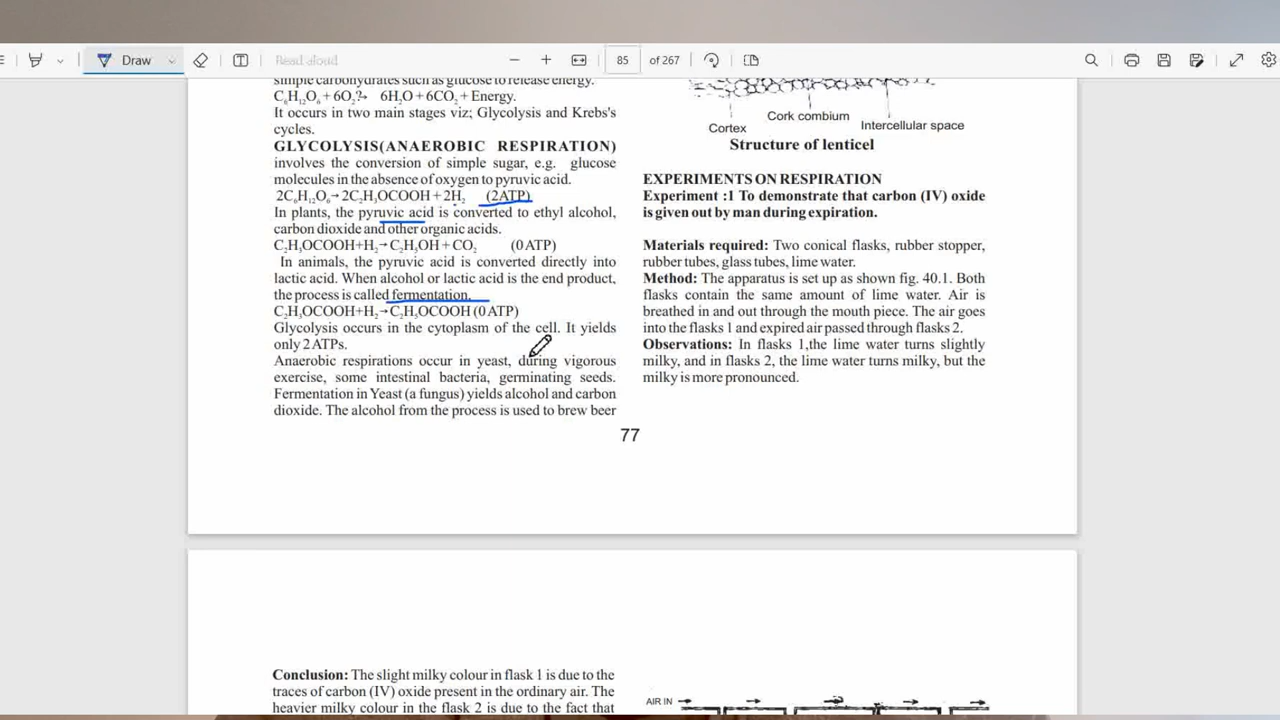 Draw
Read aloud
85 of 267
simple carbohydrates such as glucose to release energy.
C₆H₁₂O₆ + 6O₂→ 6H₂O + 6CO₂ + Energy.
It occurs in two main stages viz; Glycolysis and Krebs's
cycles.
GLYCOLYSIS(ANAEROBIC RESPIRATION)
involves the conversion of simple sugar, e.g. glucose
molecules in the absence of oxygen to pyruvic acid.
2C₆H₁₂O₆→2C₂H₃OCOOH + 2H₂ (2ATP)
In plants, the pyruvic acid is converted to ethyl alcohol,
carbon dioxide and other organic acids.
C₂H₃OCOOH+H₂→C₂H₅OH + CO₂ (0 ATP)
In animals, the pyruvic acid is converted directly into
lactic acid. When alcohol or lactic acid is the end product,
the process is called fermentation.
C₂H₃OCOOH+H₂→C₂H₅OCOOH (0 ATP)
Glycolysis occurs in the cytoplasm of the cell. It yields
only 2 ATPs.
Anaerobic respirations occur in yeast, during vigorous
exercise, some intestinal bacteria, germinating seeds.
Fermentation in Yeast (a fungus) yields alcohol and carbon
dioxide. The alcohol from the process is used to brew beer
Cortex
Cork combium
Intercellular space
Structure of lenticel
EXPERIMENTS ON RESPIRATION
Experiment :1 To demonstrate that carbon (IV) oxide
is given out by man during expiration.
Materials required: Two conical flasks, rubber stopper,
rubber tubes, glass tubes, lime water.
Method: The apparatus is set up as shown fig. 40.1. Both
flasks contain the same amount of lime water. Air is
breathed in and out through the mouth piece. The air goes
into the flasks 1 and expired air passed through flasks 2.
Observations: In flasks 1,the lime water turns slightly
milky, and in flasks 2, the lime water turns milky, but the
milky is more pronounced.
77
Conclusion: The slight milky colour in flask 1 is due to the
traces of carbon (IV) oxide present in the ordinary air. The
heavier milky colour in the flask 2 is due to the fact that
AIR IN